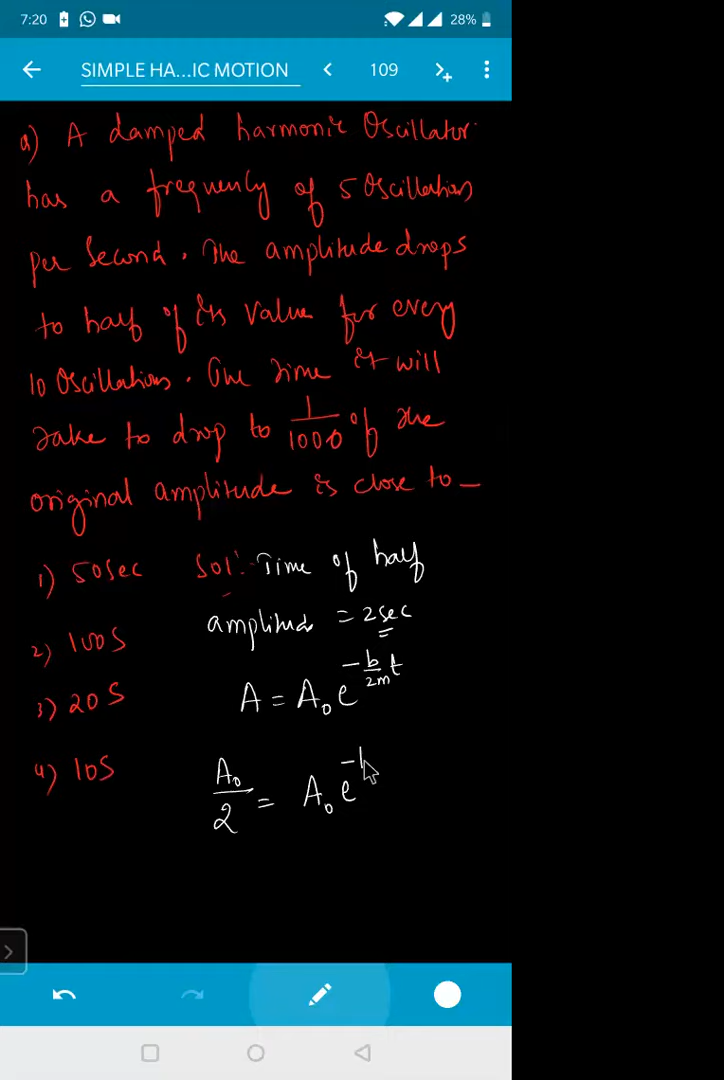 7:20
28%
SIMPLE HA...IC MOTION
109
Q) A damped harmonic Oscillator
has a frequency of 5 Oscillations
per Second. The amplitude drops
to half of its value for every
10 Oscillations. The time it will
take to drop to 1/1000 of the
original amplitude is close to _
1) 50sec
2) 100S
3) 20S
4) 10S
Sol:- Time of half
amplitude = 2sec
A = A₀ e^(-b/2m t)
A₀/2 = A₀ e^-